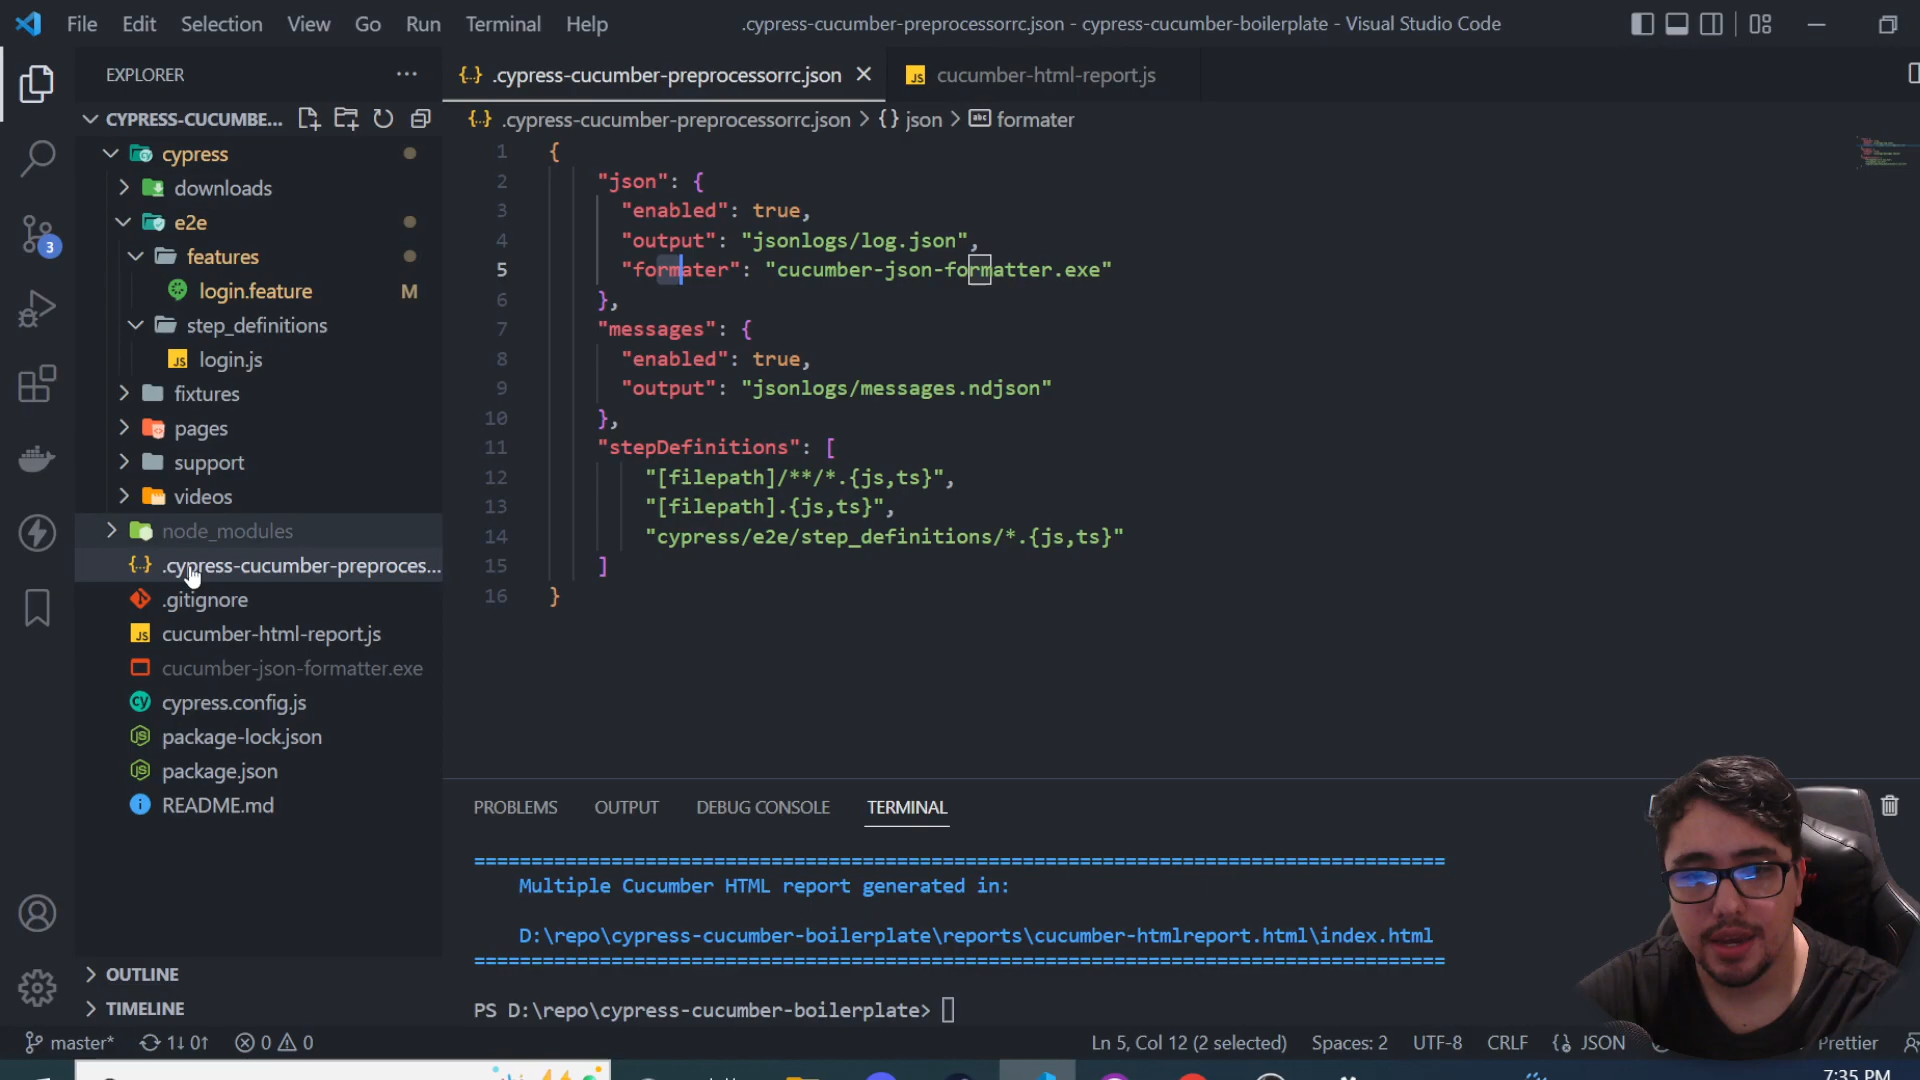 File Edit Selection View Go Run Terminal Help
.cypress-cucumber-preprocessorrc.json - cypress-cucumber-boilerplate - Visual Studio Code
EXPLORER
CYPRESS-CUCUMBE...
cypress
downloads
e2e
features
login.feature M
step_definitions
login.js
fixtures
pages
support
videos
node_modules
.cypress-cucumber-preproces...
.gitignore
cucumber-html-report.js
cucumber-json-formatter.exe
cypress.config.js
package-lock.json
package.json
README.md
OUTLINE
TIMELINE
3
.cypress-cucumber-preprocessorrc.json
JS cucumber-html-report.js
.cypress-cucumber-preprocessorrc.json > {} json > abc formater
1 {
2 "json": {
3 "enabled": true,
4 "output": "jsonlogs/log.json",
5 "formater": "cucumber-json-formatter.exe"
6 },
7 "messages": {
8 "enabled": true,
9 "output": "jsonlogs/messages.ndjson"
10 },
11 "stepDefinitions": [
12 "[filepath]/**/*.{js,ts}",
13 "[filepath].{js,ts}",
14 "cypress/e2e/step_definitions/*.{js,ts}"
15 ]
16 }
PROBLEMS OUTPUT DEBUG CONSOLE TERMINAL
=====================================================================================
Multiple Cucumber HTML report generated in:
D:\repo\cypress-cucumber-boilerplate\reports\cucumber-htmlreport.html\index.html
=====================================================================================
PS D:\repo\cypress-cucumber-boilerplate>
master* 1↓ 0↑ 0 0
Ln 5, Col 12 (2 selected) Spaces: 2 UTF-8 CRLF {} JSON Prettier
7:35 PM